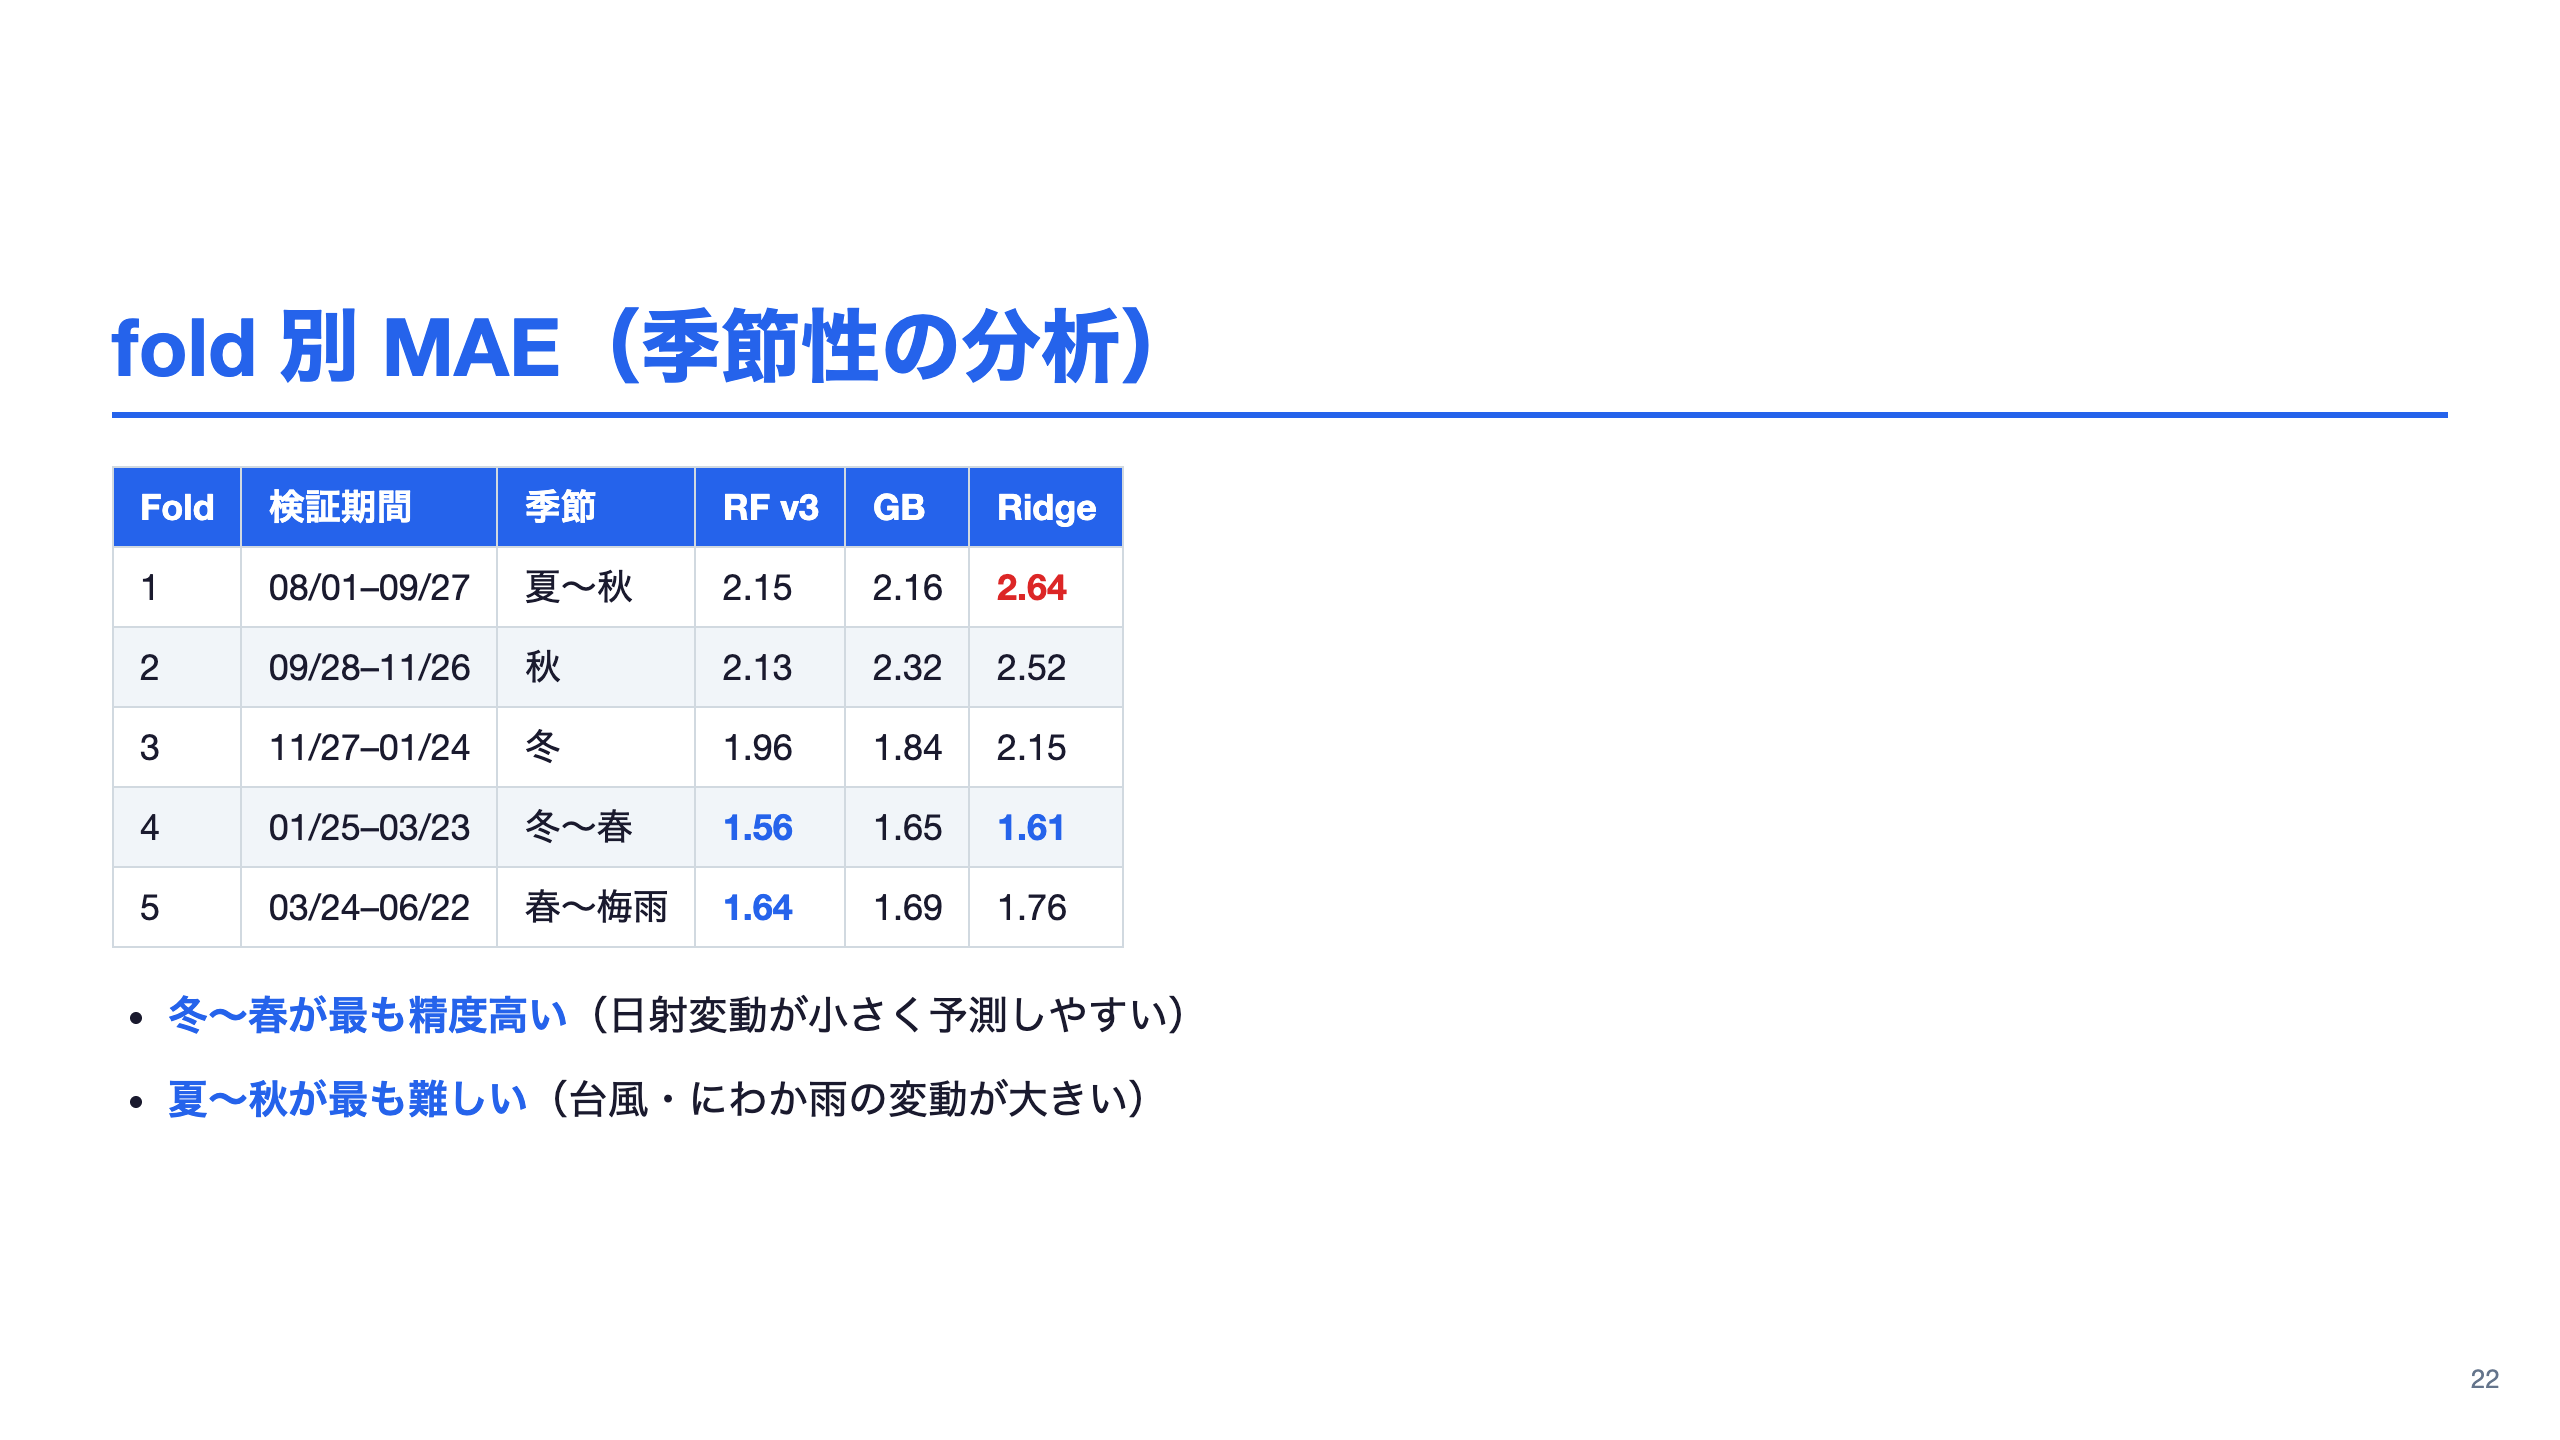 fold 別 MAE（季節性の分析）
Fold 検証期間 季節 RF v3 GB Ridge
1 08/01–09/27 夏〜秋 2.15 2.16 2.64
2 09/28–11/26 秋 2.13 2.32 2.52
3 11/27–01/24 冬 1.96 1.84 2.15
4 01/25–03/23 冬〜春 1.56 1.65 1.61
5 03/24–06/22 春〜梅雨 1.64 1.69 1.76
• 冬〜春が最も精度高い（日射変動が小さく予測しやすい）
• 夏〜秋が最も難しい（台風・にわか雨の変動が大きい）
22